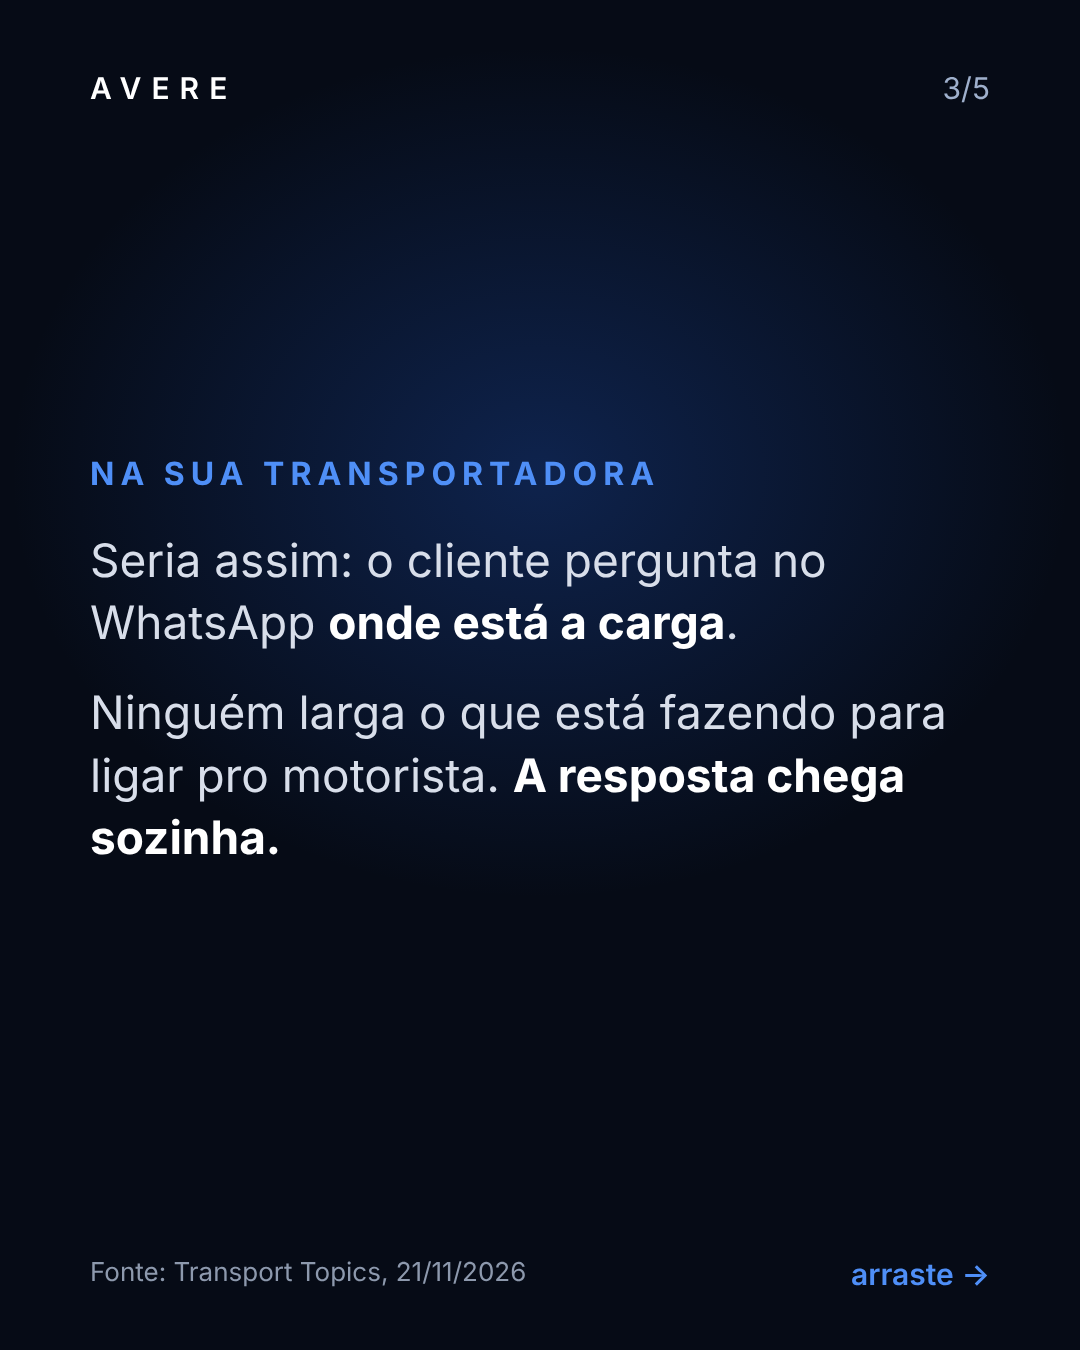 AVERE
3/5
NA SUA TRANSPORTADORA
Seria assim: o cliente pergunta no
WhatsApp onde está a carga.
Ninguém larga o que está fazendo para
ligar pro motorista. A resposta chega
sozinha.
Fonte: Transport Topics, 21/11/2026
arraste →